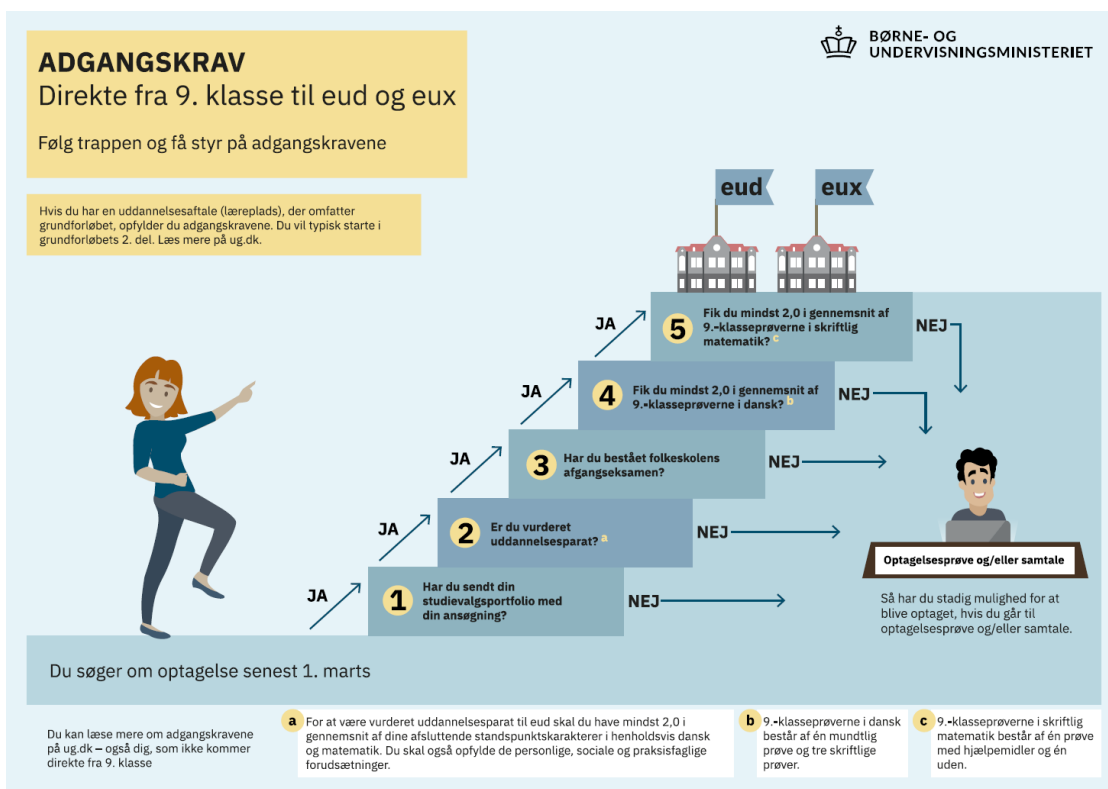 ADGANGSKRAV
Direkte fra 9. klasse til eud og eux
Følg trappen og få styr på adgangskravene
BØRNE- OG
UNDERVISNINGSMINISTERIET
Hvis du har en uddannelsesaftale (læreplads), der omfatter
grundforløbet, opfylder du adgangskravene. Du vil typisk starte i
grundforløbets 2. del. Læs mere på ug.dk.
eud
eux
JA
5
Fik du mindst 2,0 i gennemsnit af
9.-klasseprøverne i skriftlig
matematik? c
NEJ
JA
4
Fik du mindst 2,0 i gennemsnit af
9.-klasseprøverne i dansk? b
NEJ
JA
3
Har du bestået folkeskolens
afgangseksamen?
NEJ
JA
2
Er du vurderet
uddannelsesparat? a
NEJ
JA
1
Har du sendt din
studievalgsportfolio med
din ansøgning?
NEJ
Optagelsesprøve og/eller samtale
Så har du stadig mulighed for at
blive optaget, hvis du går til
optagelsesprøve og/eller samtale.
Du søger om optagelse senest 1. marts
Du kan læse mere om adgangskravene
på ug.dk – også dig, som ikke kommer
direkte fra 9. klasse
a
For at være vurderet uddannelsesparat til eud skal du have mindst 2,0 i
gennemsnit af dine afsluttende standspunktskarakterer i henholdsvis dansk
og matematik. Du skal også opfylde de personlige, sociale og praksisfaglige
forudsætninger.
b
9.-klasseprøverne i dansk
består af én mundtlig
prøve og tre skriftlige
prøver.
c
9.-klasseprøverne i skriftlig
matematik består af én prøve
med hjælpemidler og én
uden.